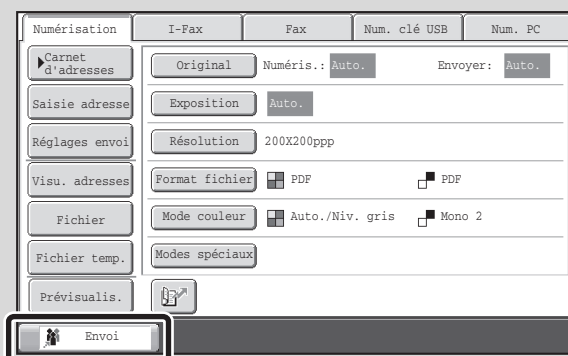 Numérisation I-Fax Fax Num. clé USB Num. PC
Carnet
d'adresses
Original Numéris.: Auto. Envoyer: Auto.
Saisie adresse
Exposition Auto.
Réglages envoi
Résolution 200X200ppp
Visu. adresses
Format fichier PDF PDF
Fichier
Mode couleur Auto./Niv. gris Mono 2
Fichier temp.
Modes spéciaux
Prévisualis.
Envoi